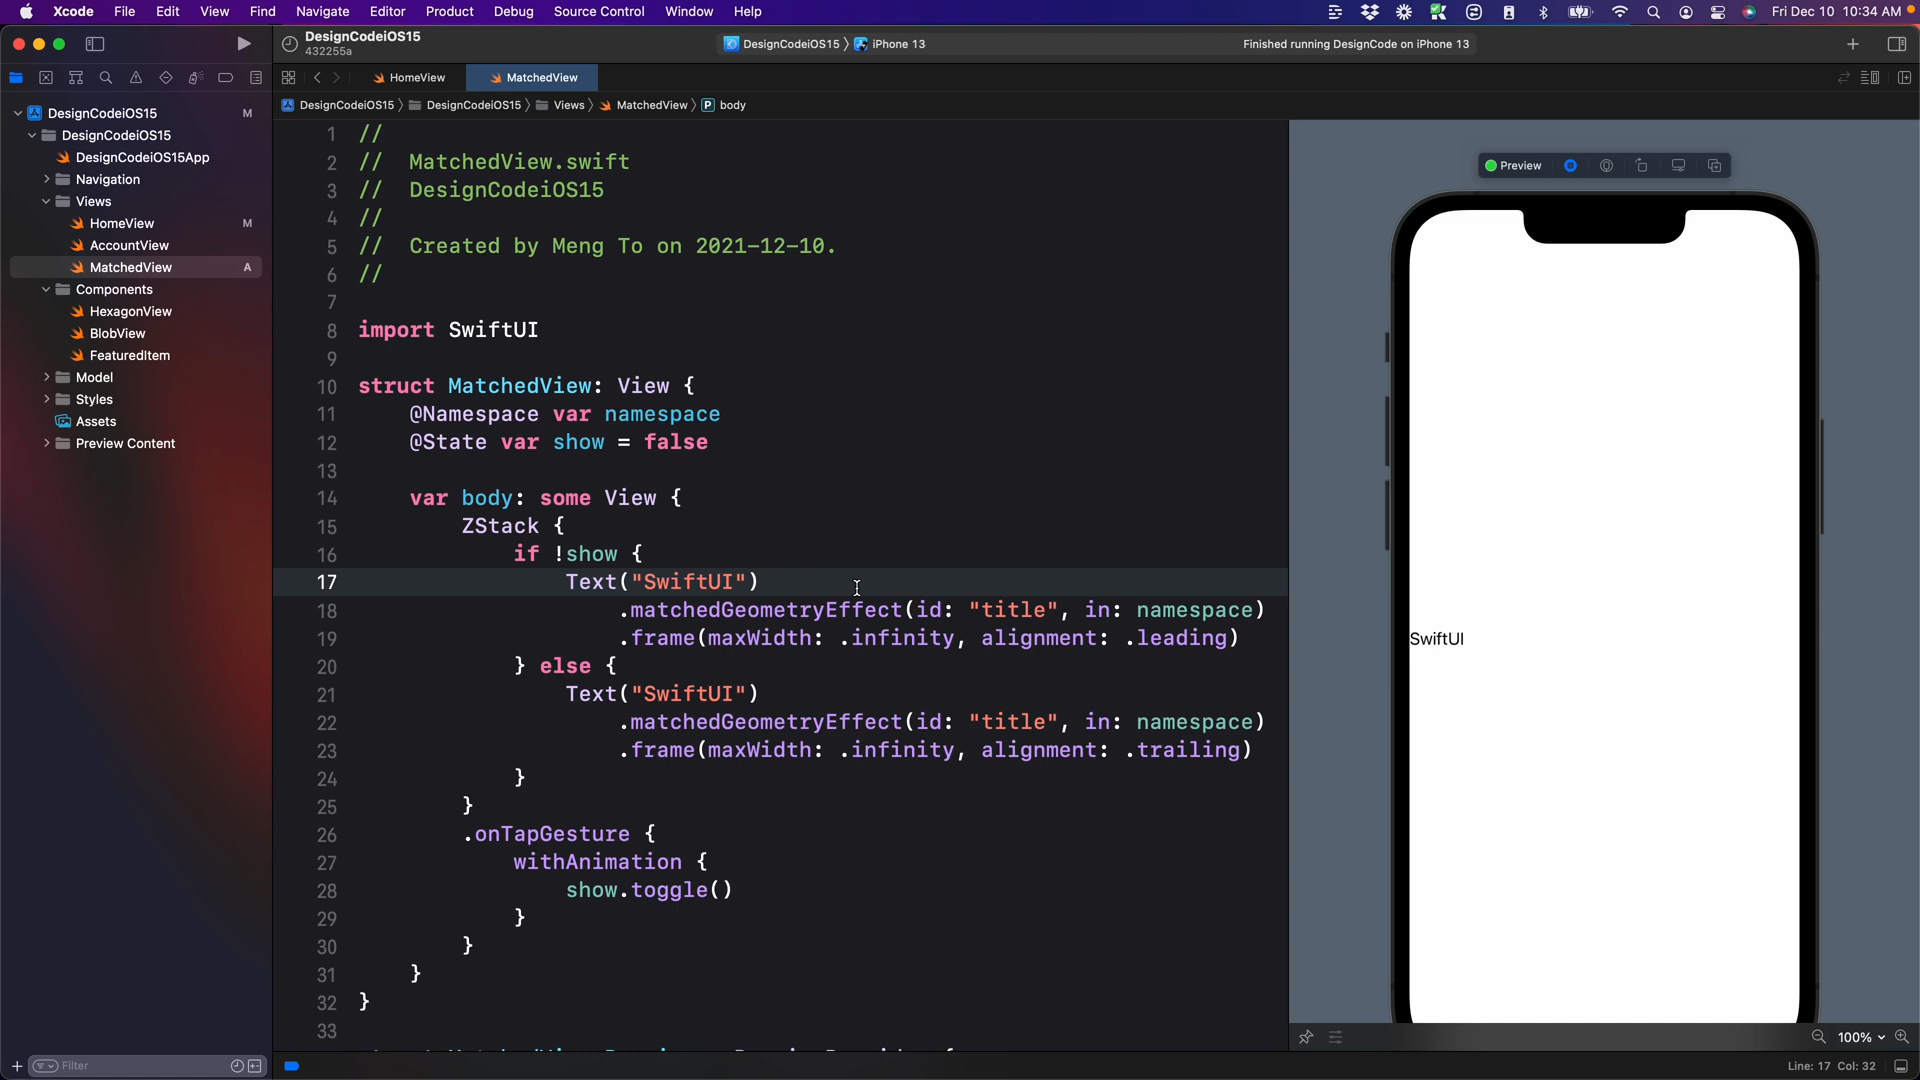 Xcode File Edit View Find Navigate Editor Product Debug Source Control Window Help Fri Dec 10 10:34 AM
DesignCodeiOS15
432255a
DesignCodeiOS15 iPhone 13
Finished running DesignCode on iPhone 13
HomeView
MatchedView
DesignCodeiOS15 DesignCodeiOS15 Views MatchedView P body
DesignCodeiOS15 M
DesignCodeiOS15
DesignCodeiOS15App
Navigation
Views
HomeView M
AccountView
MatchedView A
Components
HexagonView
BlobView
FeaturedItem
Model
Styles
Assets
Preview Content
Filter
1 //
2 // MatchedView.swift
3 // DesignCodeiOS15
4 //
5 // Created by Meng To on 2021-12-10.
6 //
7
8 import SwiftUI
9
10 struct MatchedView: View {
11 @Namespace var namespace
12 @State var show = false
13
14 var body: some View {
15 ZStack {
16 if !show {
17 Text("SwiftUI")
18 .matchedGeometryEffect(id: "title", in: namespace)
19 .frame(maxWidth: .infinity, alignment: .leading)
20 } else {
21 Text("SwiftUI")
22 .matchedGeometryEffect(id: "title", in: namespace)
23 .frame(maxWidth: .infinity, alignment: .trailing)
24 }
25 }
26 .onTapGesture {
27 withAnimation {
28 show.toggle()
29 }
30 }
31 }
32 }
33
Preview
SwiftUI
100%
Line: 17 Col: 32